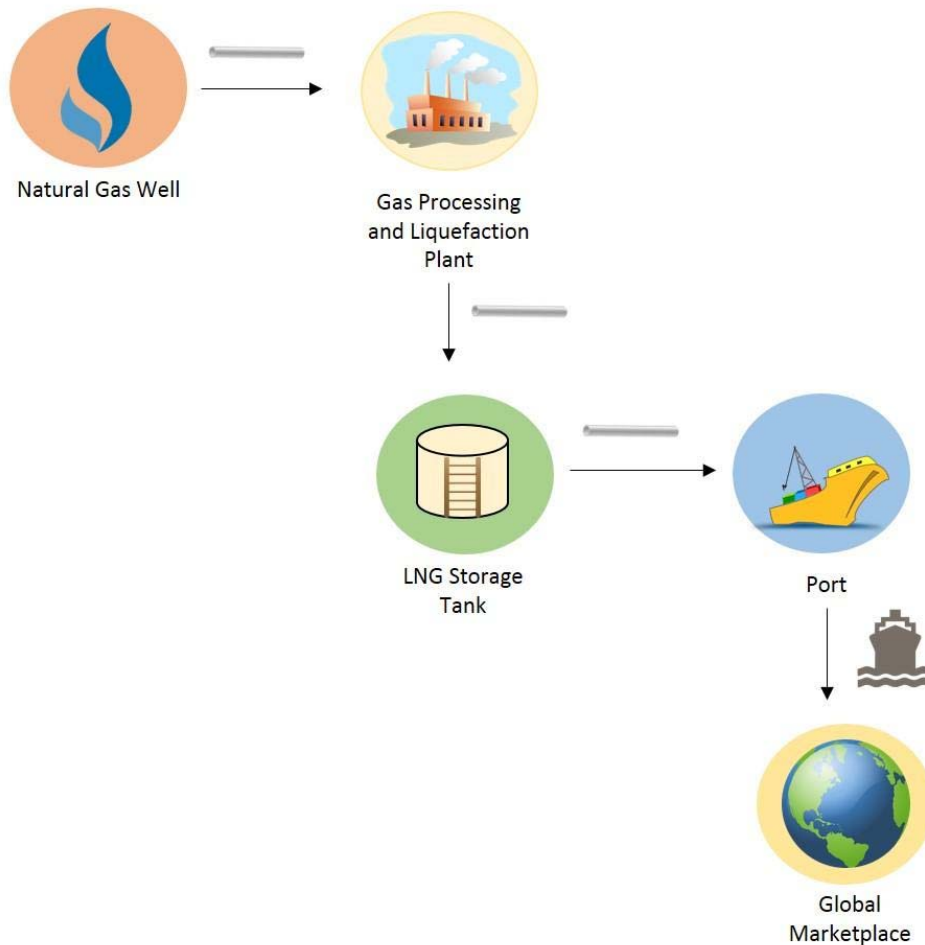 Natural Gas Well
Gas Processing
and Liquefaction
Plant
LNG Storage
Tank
Port
Global
Marketplace